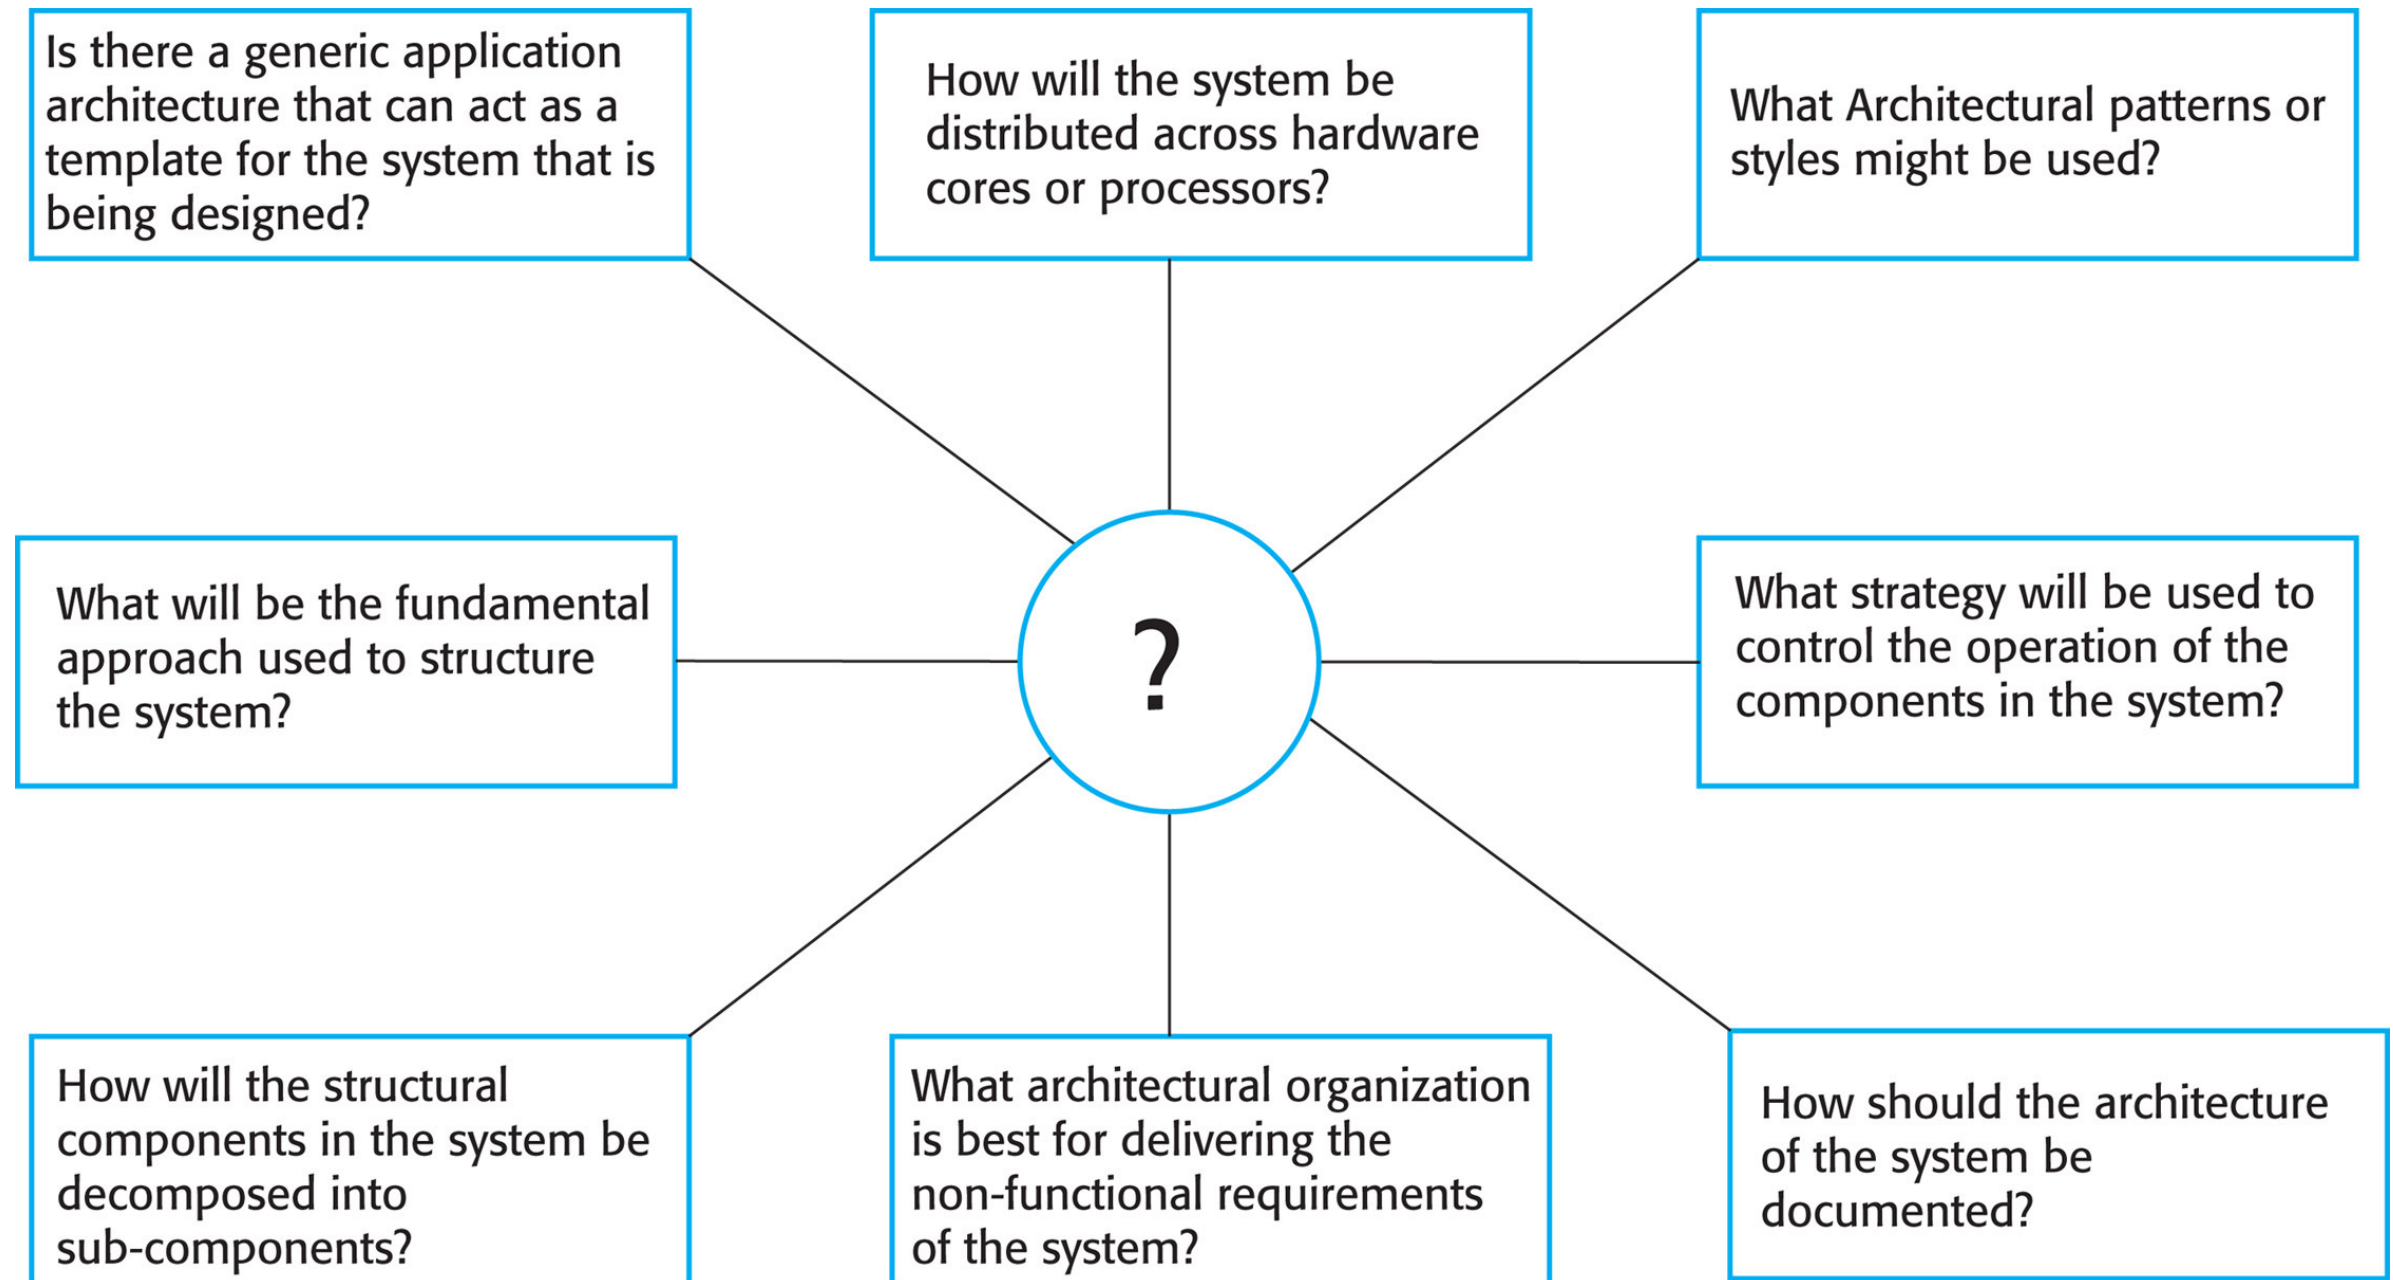 Is there a generic application
architecture that can act as a
template for the system that is
being designed?
How will the system be
distributed across hardware
cores or processors?
What Architectural patterns or
styles might be used?
What will be the fundamental
approach used to structure
the system?
?
What strategy will be used to
control the operation of the
components in the system?
How will the structural
components in the system be
decomposed into
sub-components?
What architectural organization
is best for delivering the
non-functional requirements
of the system?
How should the architecture
of the system be
documented?